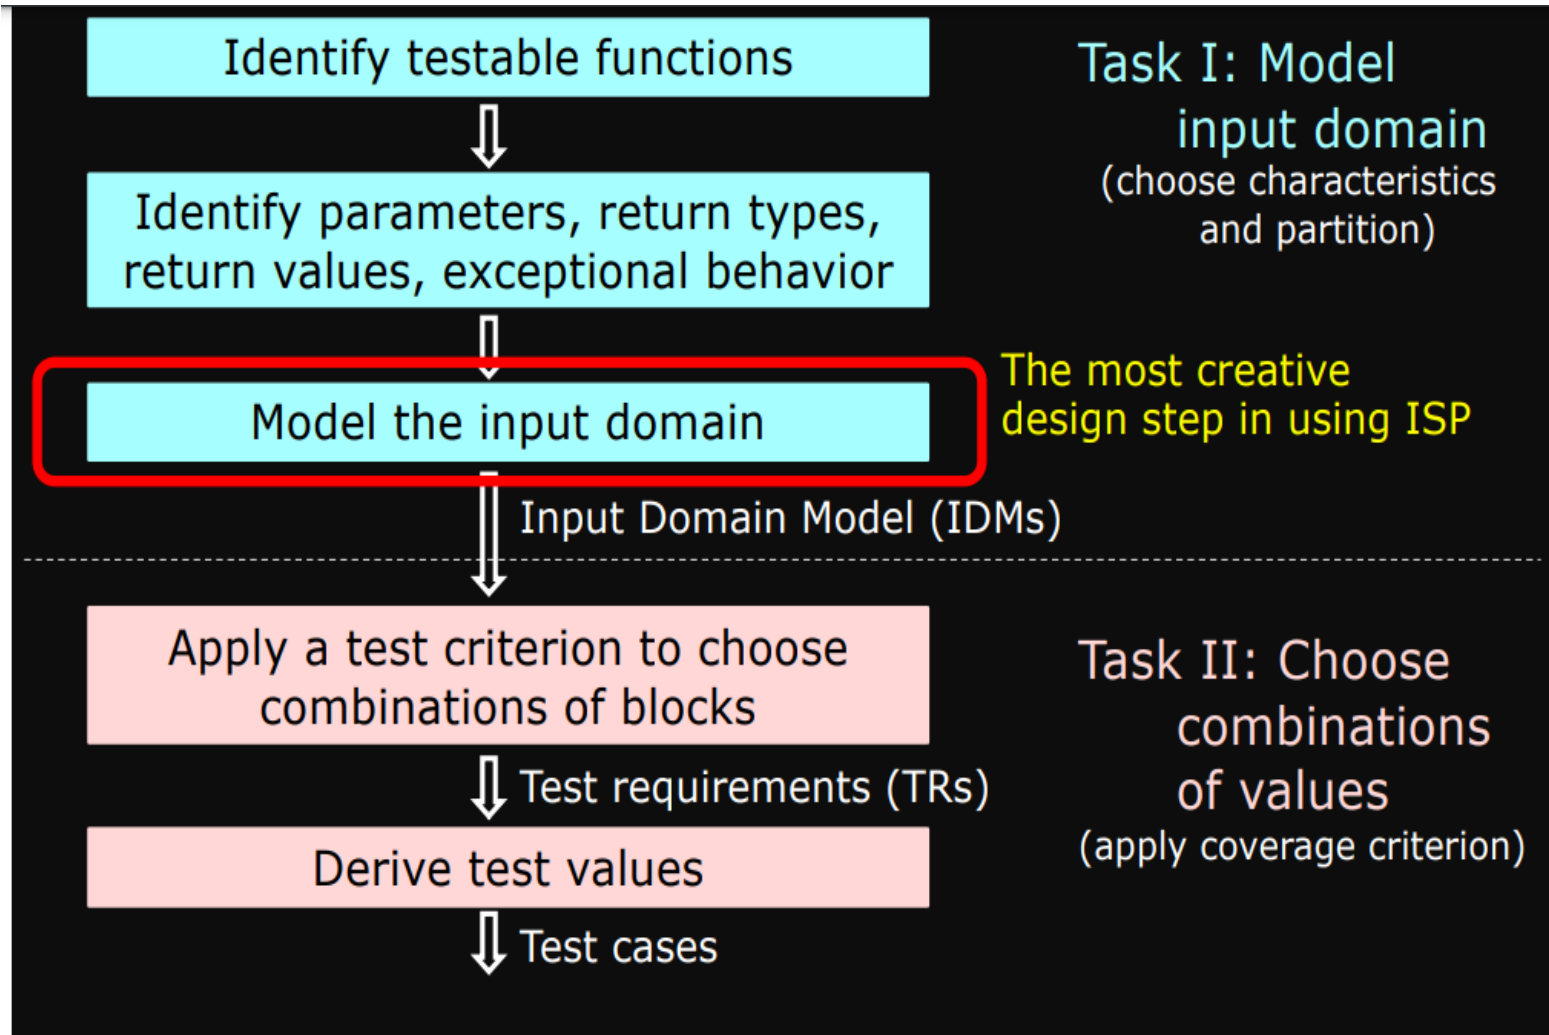 Identify testable functions
Task I: Model
input domain
(choose characteristics
and partition)
Identify parameters, return types,
return values, exceptional behavior
The most creative
design step in using ISP
Model the input domain
Input Domain Model (IDMs)
Apply a test criterion to choose
combinations of blocks
Task II: Choose
combinations
of values
(apply coverage criterion)
Test requirements (TRs)
Derive test values
Test cases